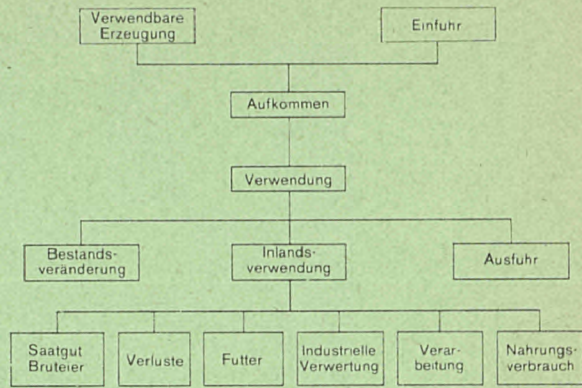 Verwendbare
Erzeugung
Einfuhr
Aufkommen
Verwendung
Bestands-
veränderung
Inlands-
verwendung
Ausfuhr
Saatgut
Bruteier
Verluste
Futter
Industrielle
Verwertung
Verar-
beitung
Nahrungs-
verbrauch